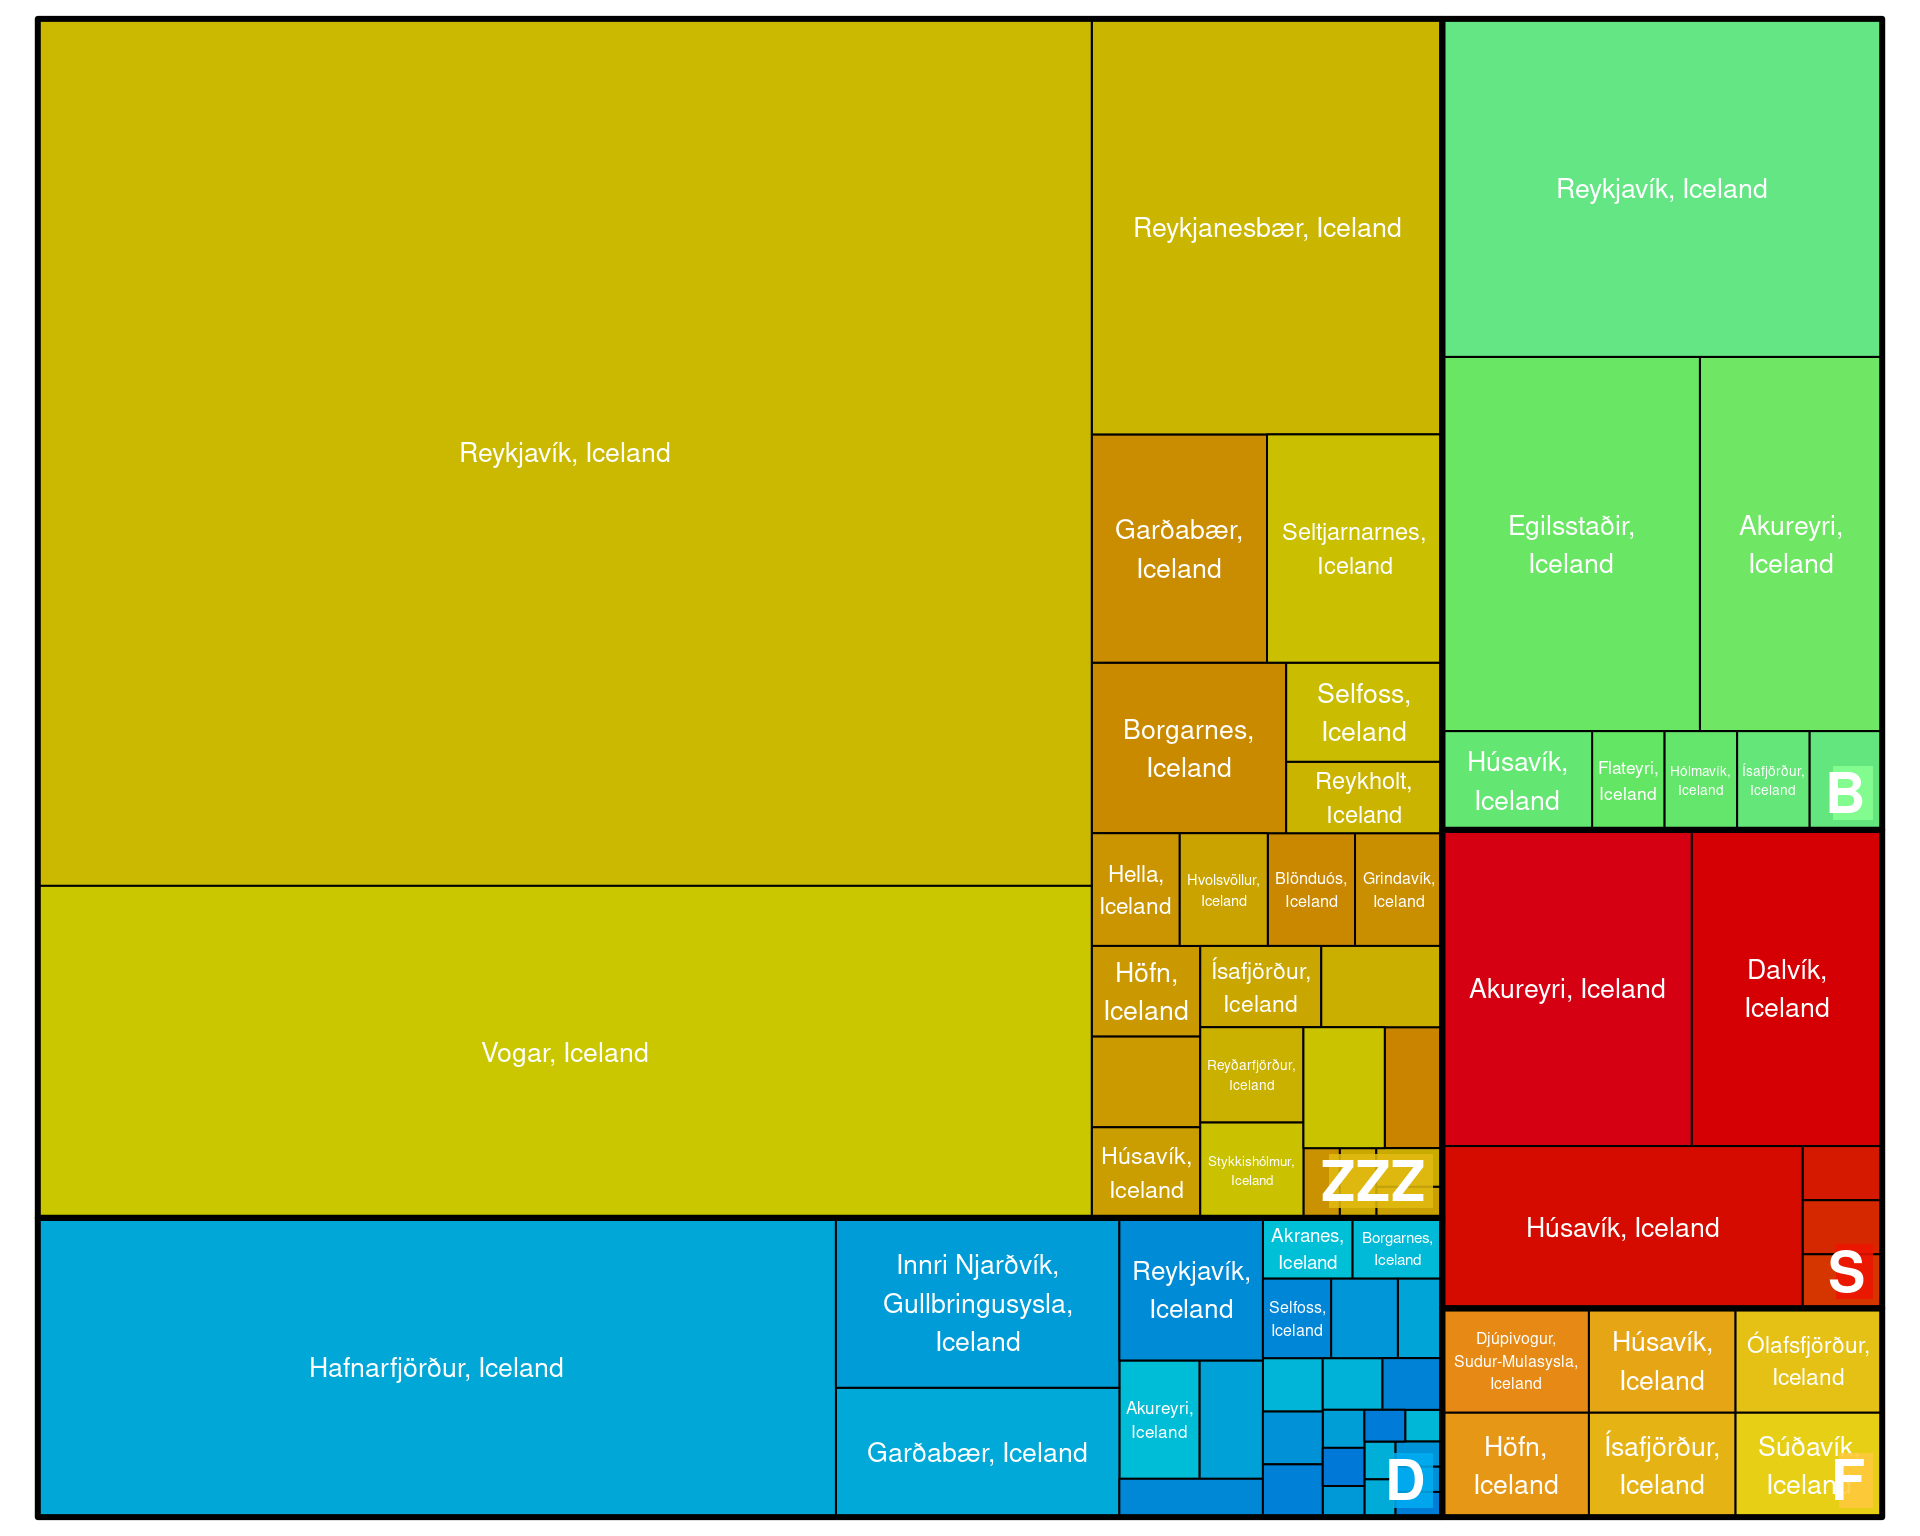 Reykjavík, Iceland
Vogar, Iceland
Reykjanesbær, Iceland
Garðabær,
Iceland
Seltjarnarnes,
Iceland
Borgarnes,
Iceland
Selfoss,
Iceland
Reykholt,
Iceland
Hella,
Iceland
Hvolsvöllur,
Iceland
Blönduós,
Iceland
Grindavík,
Iceland
Höfn,
Iceland
Ísafjörður,
Iceland
Reyðarfjörður,
Iceland
Húsavík,
Iceland
Stykkishólmur,
Iceland
ZZZ
Hafnarfjörður, Iceland
Innri Njarðvík,
Gullbringusysla,
Iceland
Garðabær, Iceland
Reykjavík,
Iceland
Akranes,
Iceland
Borgarnes,
Iceland
Selfoss,
Iceland
Akureyri,
Iceland
D
Reykjavík, Iceland
Egilsstaðir,
Iceland
Akureyri,
Iceland
Húsavík,
Iceland
Flateyri,
Iceland
Hólmavík,
Iceland
Ísafjörður,
Iceland
B
Akureyri, Iceland
Dalvík,
Iceland
Húsavík, Iceland
S
Djúpivogur,
Sudur-Mulasysla,
Iceland
Húsavík,
Iceland
Ólafsfjörður,
Iceland
Höfn,
Iceland
Ísafjörður,
Iceland
Súðavík,
Iceland
F